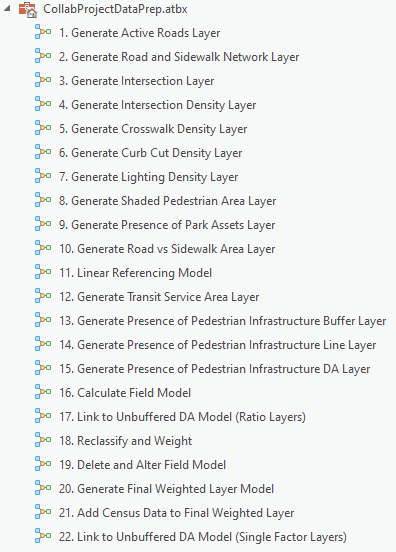 CollabProjectDataPrep.atbx
1. Generate Active Roads Layer
2. Generate Road and Sidewalk Network Layer
3. Generate Intersection Layer
4. Generate Intersection Density Layer
5. Generate Crosswalk Density Layer
6. Generate Curb Cut Density Layer
7. Generate Lighting Density Layer
8. Generate Shaded Pedestrian Area Layer
9. Generate Presence of Park Assets Layer
10. Generate Road vs Sidewalk Area Layer
11. Linear Referencing Model
12. Generate Transit Service Area Layer
13. Generate Presence of Pedestrian Infrastructure Buffer Layer
14. Generate Presence of Pedestrian Infrastructure Line Layer
15. Generate Presence of Pedestrian Infrastructure DA Layer
16. Calculate Field Model
17. Link to Unbuffered DA Model (Ratio Layers)
18. Reclassify and Weight
19. Delete and Alter Field Model
20. Generate Final Weighted Layer Model
21. Add Census Data to Final Weighted Layer
22. Link to Unbuffered DA Model (Single Factor Layers)